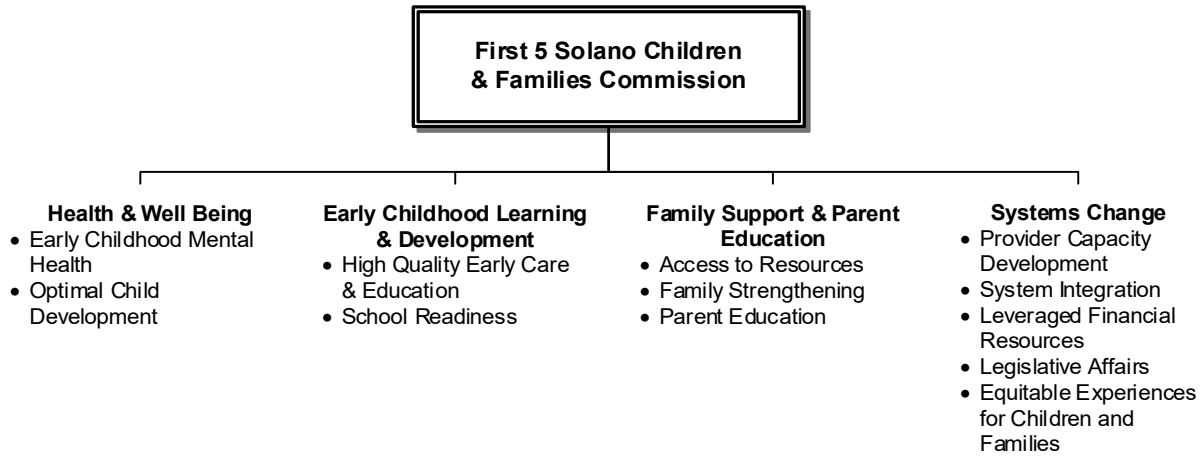 First 5 Solano Children
& Families Commission
Health & Well Being
• Early Childhood Mental
Health
• Optimal Child
Development
Early Childhood Learning
& Development
• High Quality Early Care
& Education
• School Readiness
Family Support & Parent
Education
• Access to Resources
• Family Strengthening
• Parent Education
Systems Change
• Provider Capacity
Development
• System Integration
• Leveraged Financial
Resources
• Legislative Affairs
• Equitable Experiences
for Children and
Families